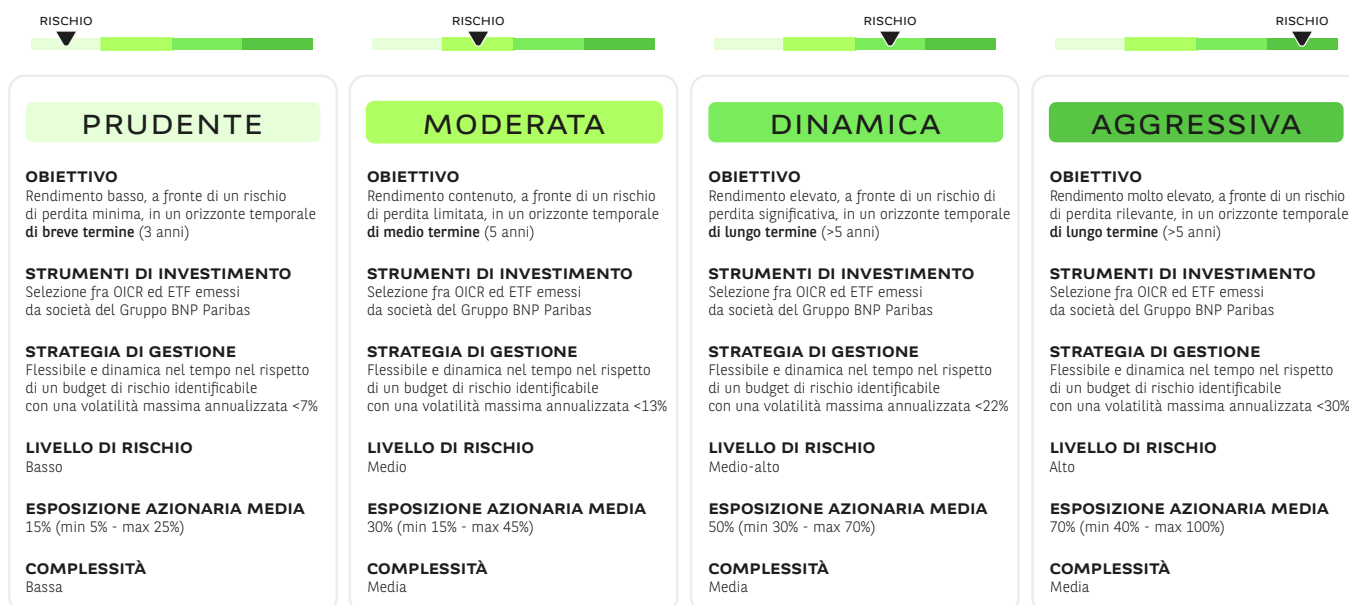 RISCHIO
PRUDENTE
OBIETTIVO
Rendimento basso, a fronte di un rischio
di perdita minima, in un orizzonte temporale
di breve termine (3 anni)
STRUMENTI DI INVESTIMENTO
Selezione fra OICR ed ETF emessi
da società del Gruppo BNP Paribas
STRATEGIA DI GESTIONE
Flessibile e dinamica nel tempo nel rispetto
di un budget di rischio identificabile
con una volatilità massima annualizzata <7%
LIVELLO DI RISCHIO
Basso
ESPOSIZIONE AZIONARIA MEDIA
15% (min 5% - max 25%)
COMPLESSITÀ
Bassa
RISCHIO
MODERATA
OBIETTIVO
Rendimento contenuto, a fronte di un rischio
di perdita limitata, in un orizzonte temporale
di medio termine (5 anni)
STRUMENTI DI INVESTIMENTO
Selezione fra OICR ed ETF emessi
da società del Gruppo BNP Paribas
STRATEGIA DI GESTIONE
Flessibile e dinamica nel tempo nel rispetto
di un budget di rischio identificabile
con una volatilità massima annualizzata <13%
LIVELLO DI RISCHIO
Medio
ESPOSIZIONE AZIONARIA MEDIA
30% (min 15% - max 45%)
COMPLESSITÀ
Media
RISCHIO
DINAMICA
OBIETTIVO
Rendimento elevato, a fronte di un rischio di
perdita significativa, in un orizzonte temporale
di lungo termine (>5 anni)
STRUMENTI DI INVESTIMENTO
Selezione fra OICR ed ETF emessi
da società del Gruppo BNP Paribas
STRATEGIA DI GESTIONE
Flessibile e dinamica nel tempo nel rispetto
di un budget di rischio identificabile
con una volatilità massima annualizzata <22%
LIVELLO DI RISCHIO
Medio-alto
ESPOSIZIONE AZIONARIA MEDIA
50% (min 30% - max 70%)
COMPLESSITÀ
Media
RISCHIO
AGGRESSIVA
OBIETTIVO
Rendimento molto elevato, a fronte di un rischio
di perdita rilevante, in un orizzonte temporale
di lungo termine (>5 anni)
STRUMENTI DI INVESTIMENTO
Selezione fra OICR ed ETF emessi
da società del Gruppo BNP Paribas
STRATEGIA DI GESTIONE
Flessibile e dinamica nel tempo nel rispetto
di un budget di rischio identificabile
con una volatilità massima annualizzata <30%
LIVELLO DI RISCHIO
Alto
ESPOSIZIONE AZIONARIA MEDIA
70% (min 40% - max 100%)
COMPLESSITÀ
Media